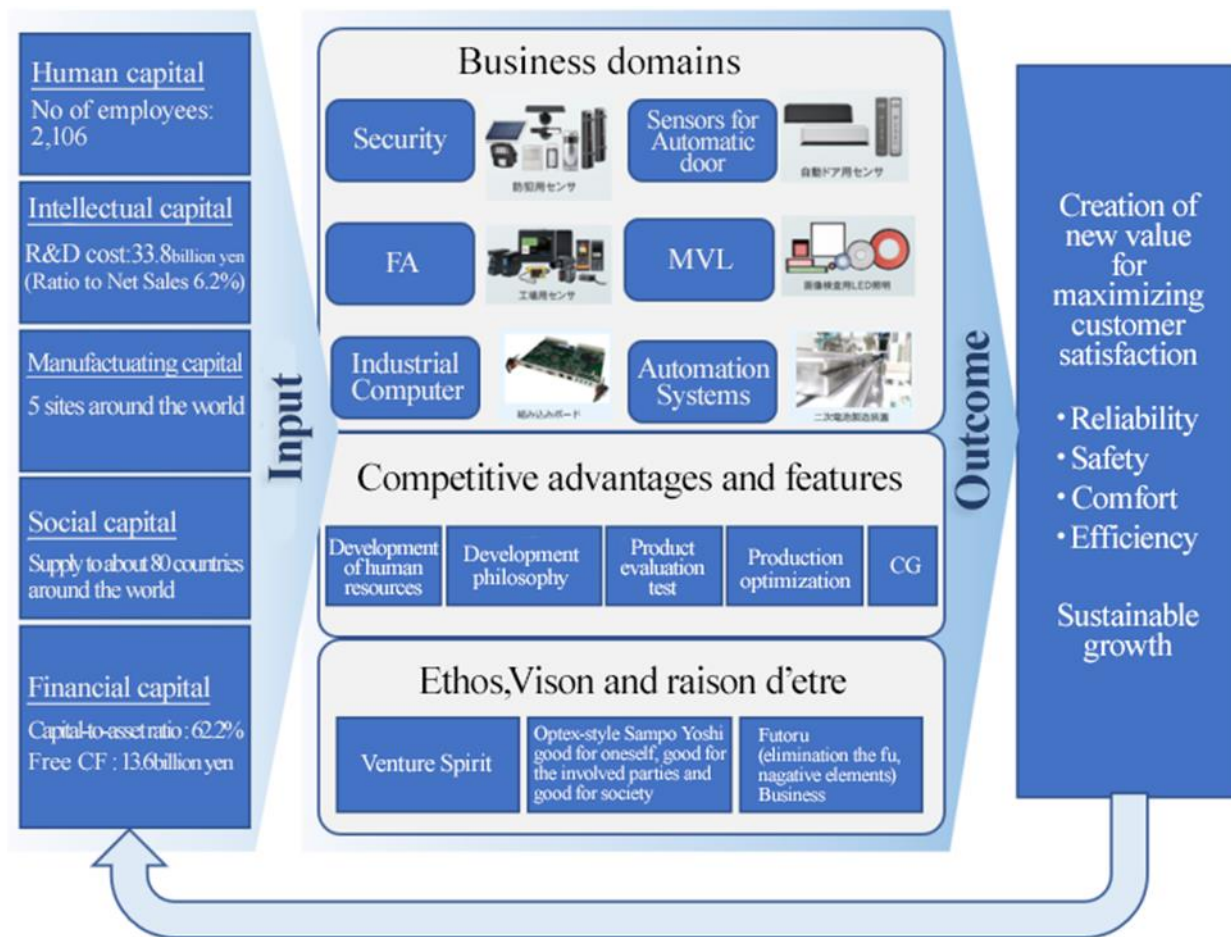 Human capital
No of employees:
2,106
Intellectual capital
R&D cost:33.8billion yen
(Ratio to Net Sales 6.2%)
Manufactuating capital
5 sites around the world
Social capital
Supply to about 80 countries
around the world
Financial capital
Capital-to-asset ratio : 62.2%
Free CF : 13.6billion yen
Input
Business domains
Security
防犯用センサ
Sensors for
Automatic
door
自動ドア用センサ
FA
工場用センサ
MVL
画像検査用LED照明
Industrial
Computer
組み込みボード
Automation
Systems
二次電池製造装置
Competitive advantages and features
Development
of human
resources
Development
philosophy
Product
evaluation
test
Production
optimization
CG
Ethos,Vison and raison d'etre
Venture Spirit
Optex-style Sampo Yoshi
good for oneself, good for
the involved parties and
good for society
Futoru
(elimination the fu,
nagative elements)
Business
Outcome
Creation of
new value
for
maximizing
customer
satisfaction
・Reliability
・Safety
・Comfort
・Efficiency
Sustainable
growth